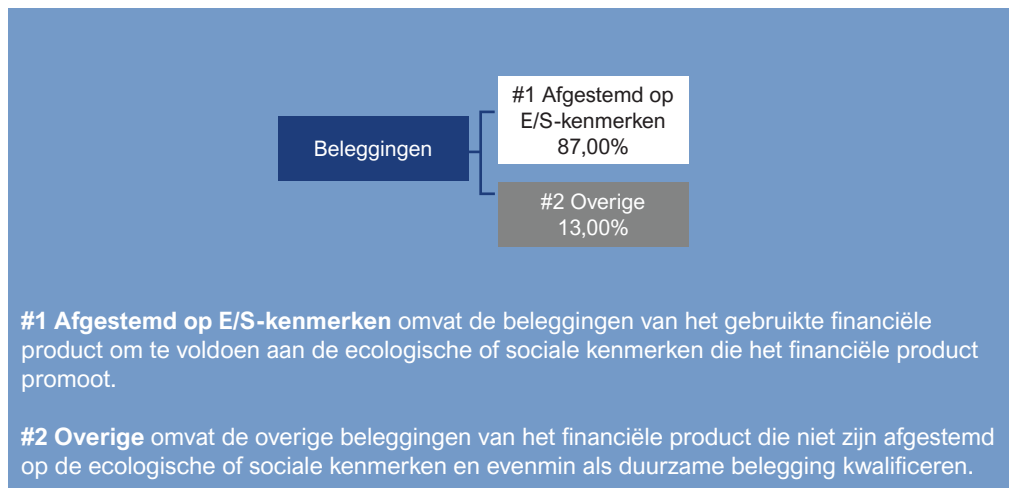 #1 Afgestemd op
E/S-kenmerken
87,00%
Beleggingen
#2 Overige
13,00%
#1 Afgestemd op E/S-kenmerken omvat de beleggingen van het gebruikte financiële
product om te voldoen aan de ecologische of sociale kenmerken die het financiële product
promoot.
#2 Overige omvat de overige beleggingen van het financiële product die niet zijn afgestemd
op de ecologische of sociale kenmerken en evenmin als duurzame belegging kwalificeren.